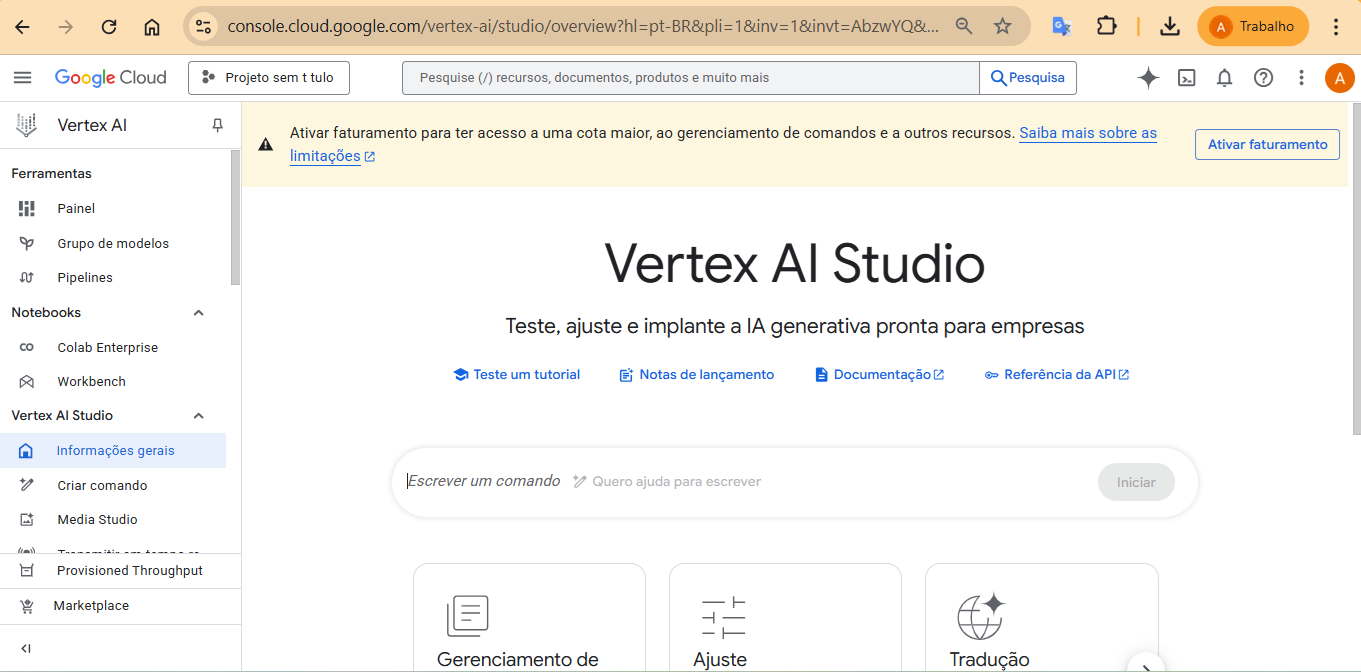 console.cloud.google.com/vertex-ai/studio/overview?hl=pt-BR&pli=1&inv=1&invt=AbzwYQ&...
A Trabalho
Google Cloud
Projeto sem t tulo
Pesquise (/) recursos, documentos, produtos e muito mais
Pesquisa
A
Vertex AI
Ativar faturamento para ter acesso a uma cota maior, ao gerenciamento de comandos e a outros recursos. Saiba mais sobre as
limitações
Ativar faturamento
Ferramentas
Painel
Grupo de modelos
Pipelines
Notebooks
Colab Enterprise
Workbench
Vertex AI Studio
Informações gerais
Criar comando
Media Studio
Transmitir em tempo
Provisioned Throughput
Marketplace
Vertex AI Studio
Teste, ajuste e implante a IA generativa pronta para empresas
Teste um tutorial
Notas de lançamento
Documentação
Referência da API
Escrever um comando
Quero ajuda para escrever
Iniciar
Gerenciamento de
Ajuste
Tradução